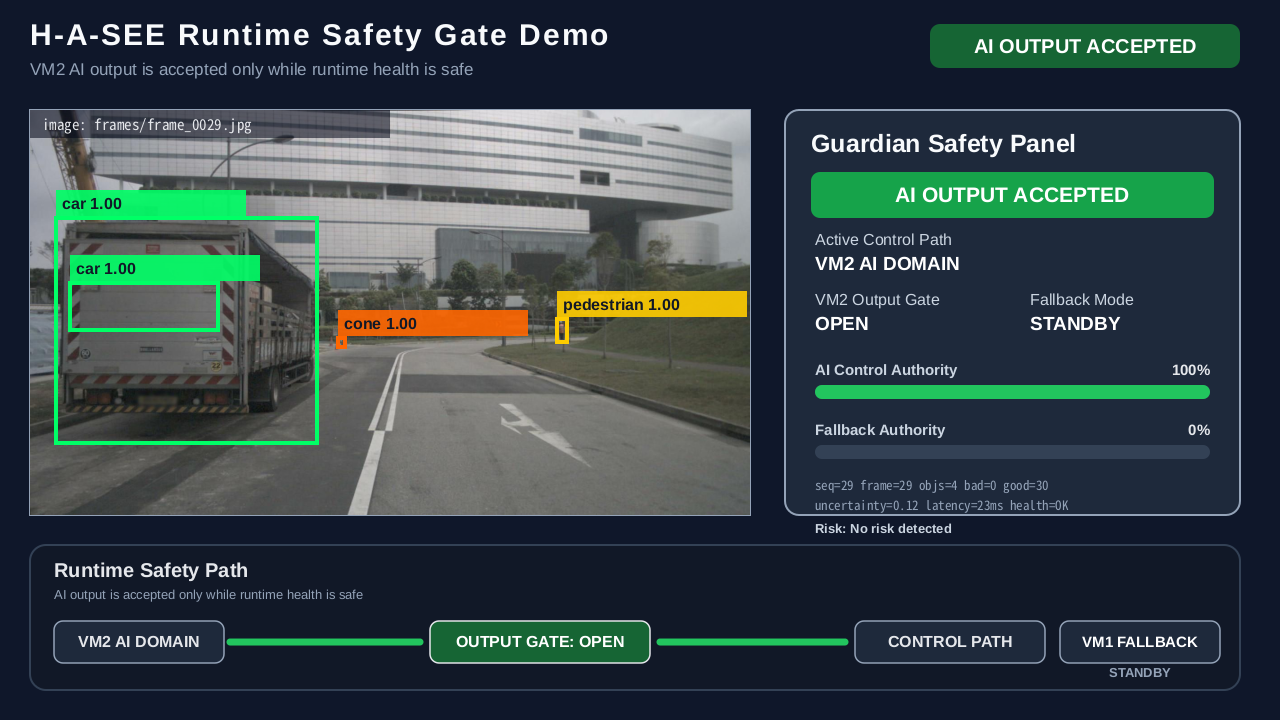 H-A-SEE Runtime Safety Gate Demo
VM2 AI output is accepted only while runtime health is safe
AI OUTPUT ACCEPTED
image: frames/frame_0029.jpg
car 1.00
car 1.00
cone 1.00
pedestrian 1.00
Guardian Safety Panel
AI OUTPUT ACCEPTED
Active Control Path
VM2 AI DOMAIN
VM2 Output Gate
OPEN
Fallback Mode
STANDBY
AI Control Authority 100%
Fallback Authority 0%
seq=29 frame=29 objs=4 bad=0 good=30
uncertainty=0.12 latency=23ms health=OK
Risk: No risk detected
Runtime Safety Path
AI output is accepted only while runtime health is safe
VM2 AI DOMAIN
OUTPUT GATE: OPEN
CONTROL PATH
VM1 FALLBACK
STANDBY